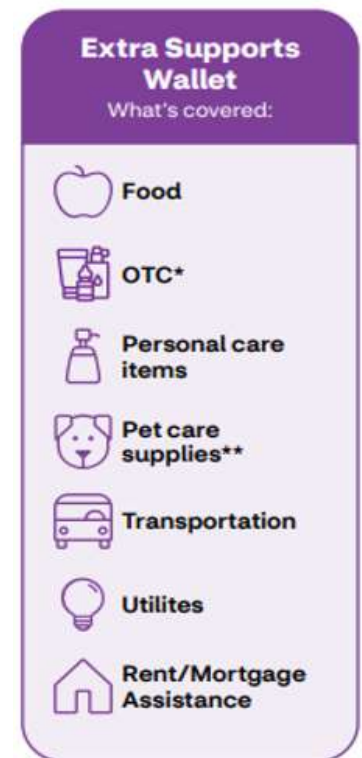 Extra Supports
Wallet
What's covered:
Food
OTC*
Personal care
items
Pet care
supplies**
Transportation
Utilites
Rent/Mortgage
Assistance